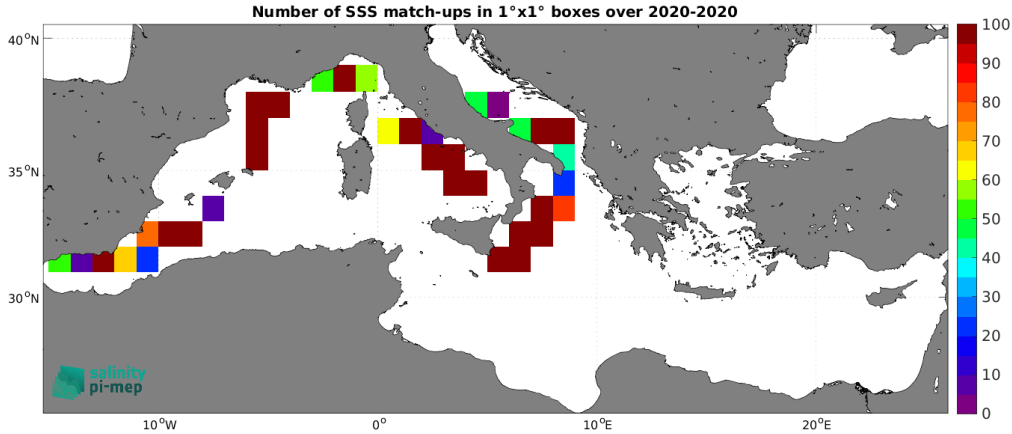 Number of SSS match-ups in 1°x1° boxes over 2020-2020
40°N
35°N
30°N
10°W
0°
10°E
20°E
100
90
80
70
60
50
40
30
20
10
0
salinity
pi-mep